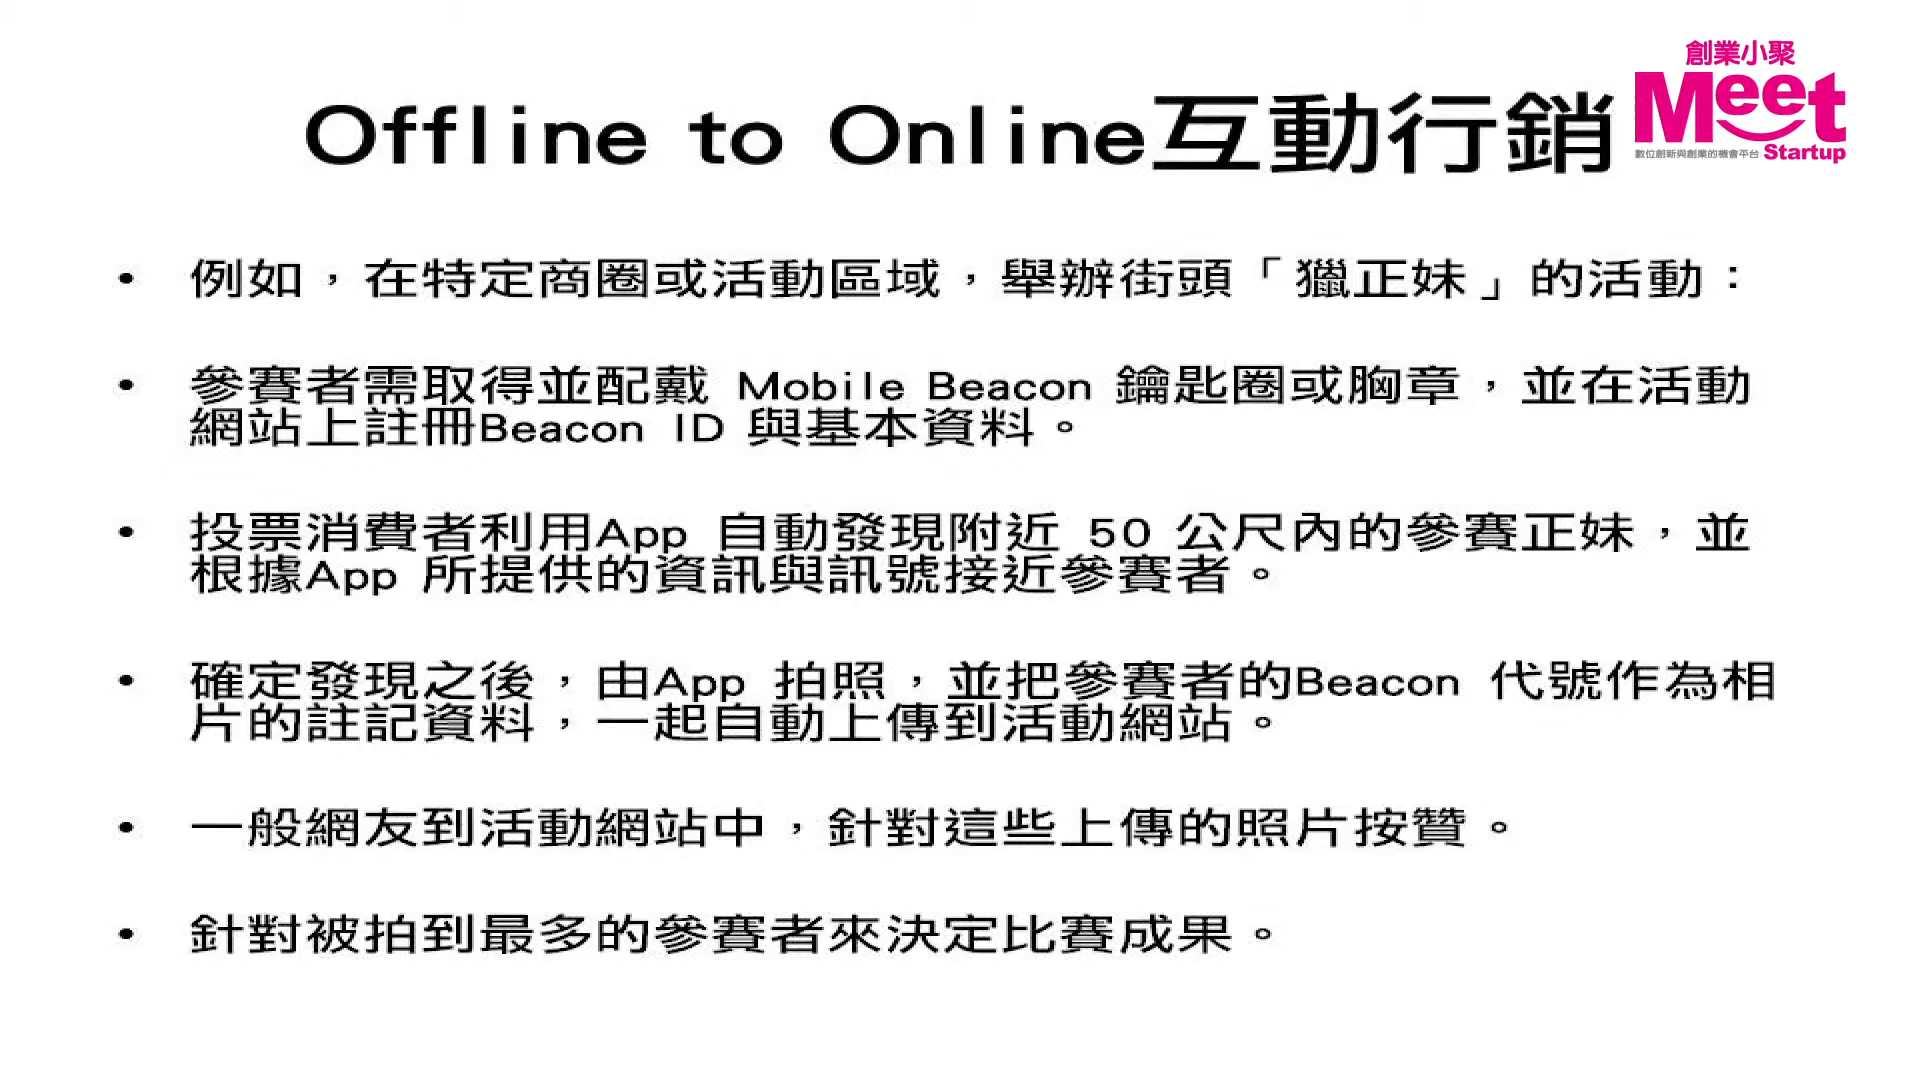 創業小聚
Meet
數位創新與創業的機會平台 Startup
Offline to Online互動行銷
• 例如，在特定商圈或活動區域，舉辦街頭「獵正妹」的活動：
• 參賽者需取得並配戴 Mobile Beacon 鑰匙圈或胸章，並在活動
網站上註冊Beacon ID 與基本資料。
• 投票消費者利用App 自動發現附近 50 公尺內的參賽正妹，並
根據App 所提供的資訊與訊號接近參賽者。
• 確定發現之後，由App 拍照，並把參賽者的Beacon 代號作為相
片的註記資料，一起自動上傳到活動網站。
• 一般網友到活動網站中，針對這些上傳的照片按贊。
• 針對被拍到最多的參賽者來決定比賽成果。